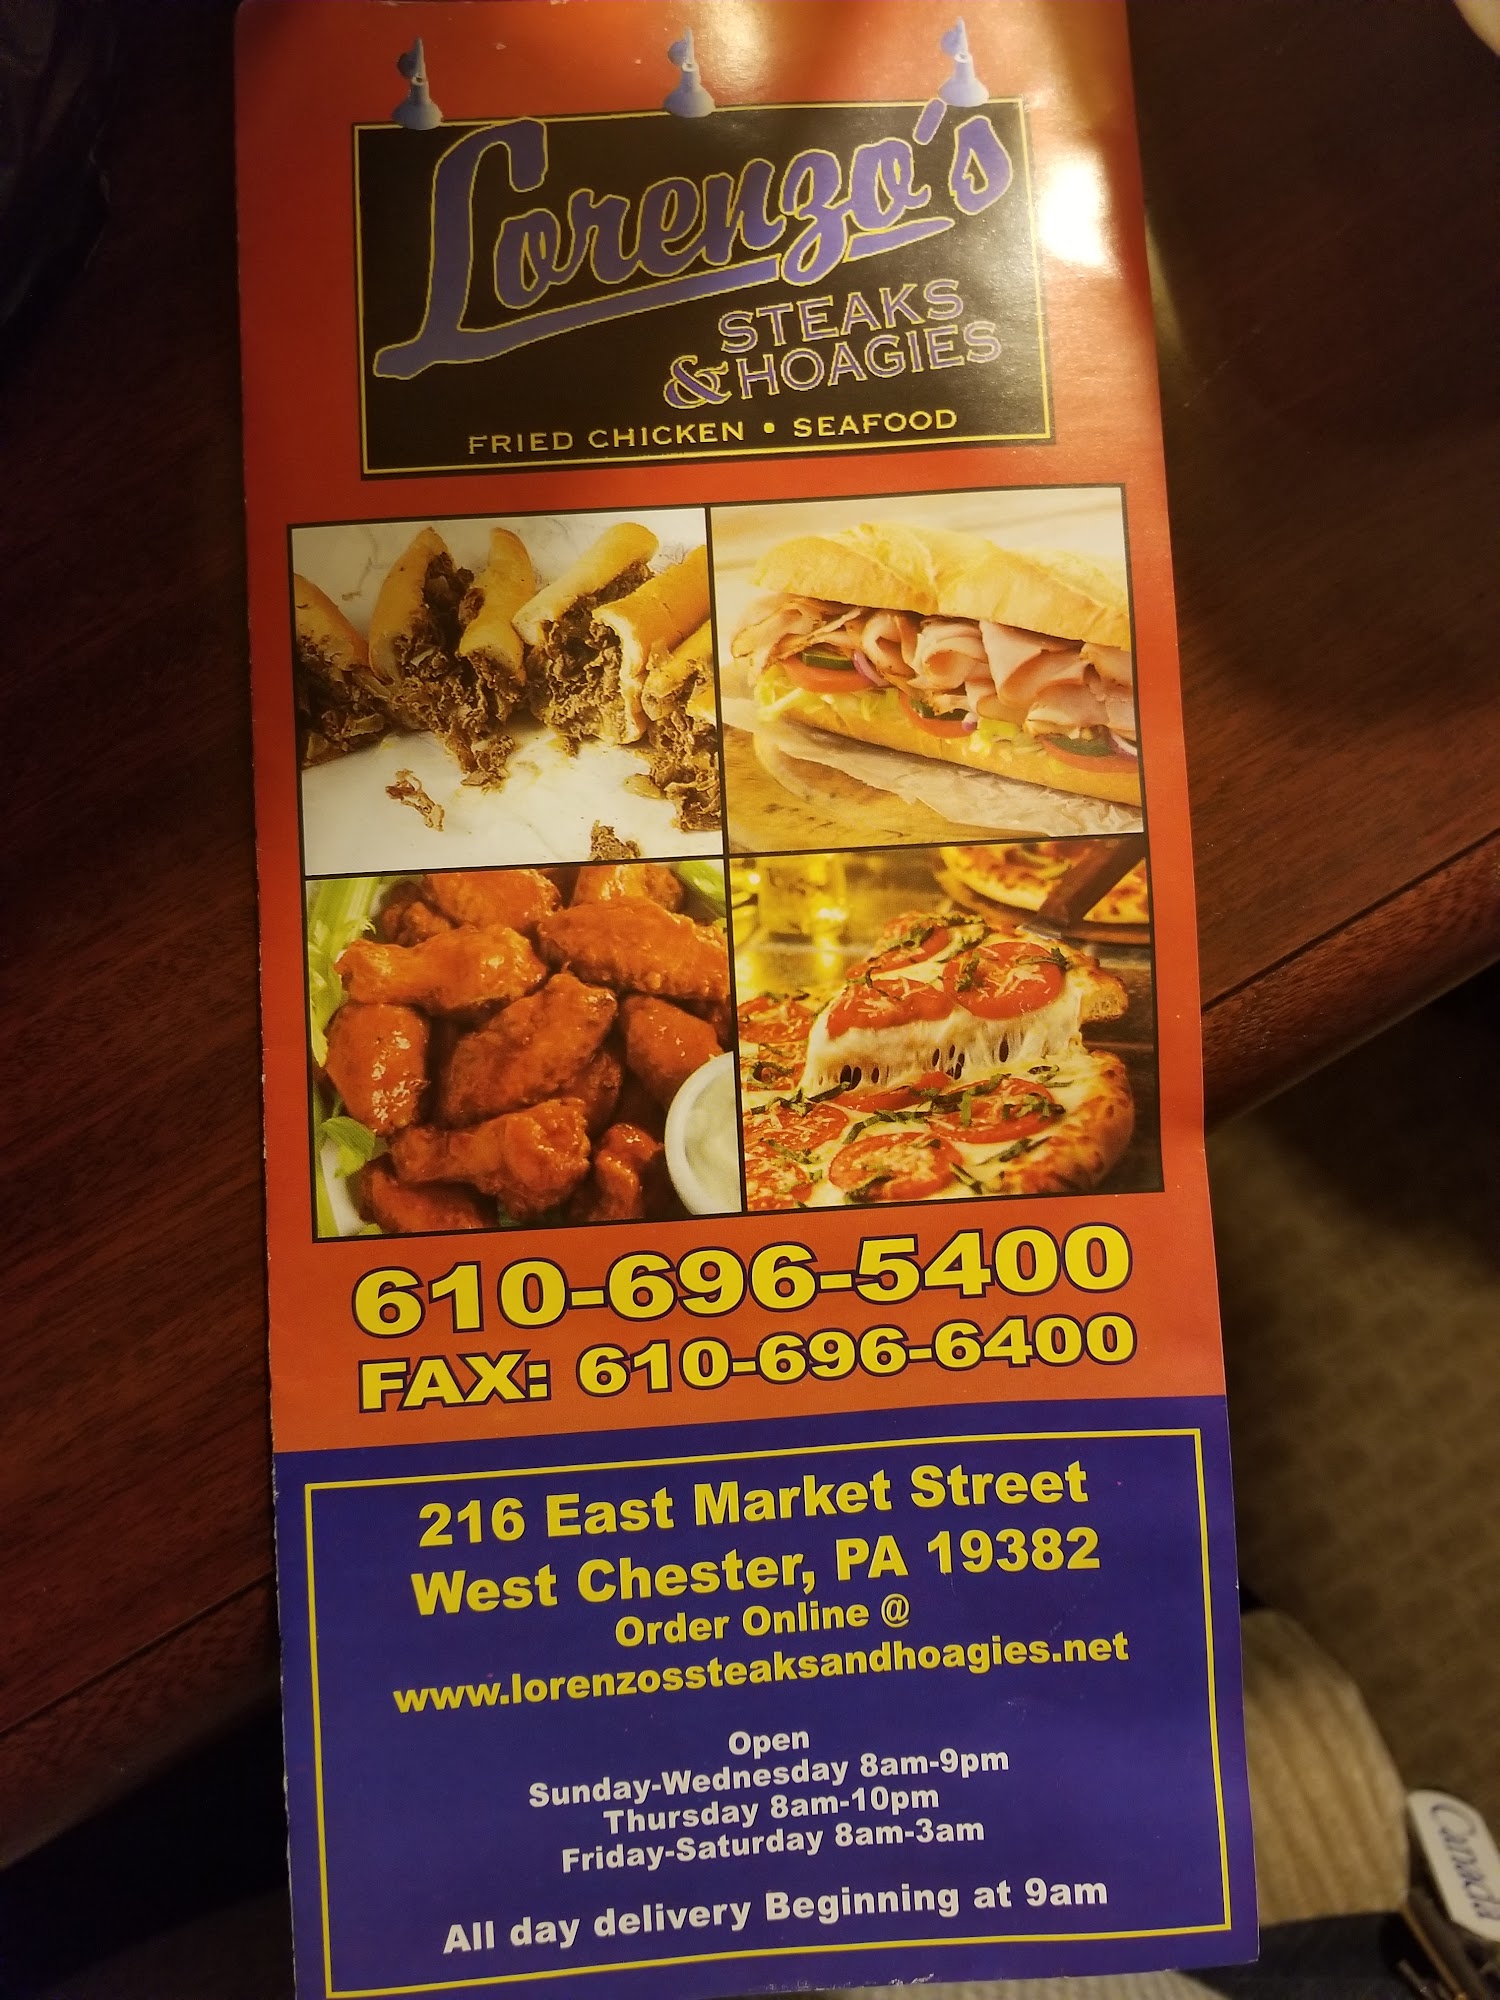 Lorenzo's
STEAKS
& HOAGIES
FRIED CHICKEN • SEAFOOD
610-696-5400
FAX: 610-696-6400
216 East Market Street
West Chester, PA 19382
Order Online @
www.lorenzossteaksandhoagies.net
Open
Sunday-Wednesday 8am-9pm
Thursday 8am-10pm
Friday-Saturday 8am-3am
All day delivery Beginning at 9am
Canada